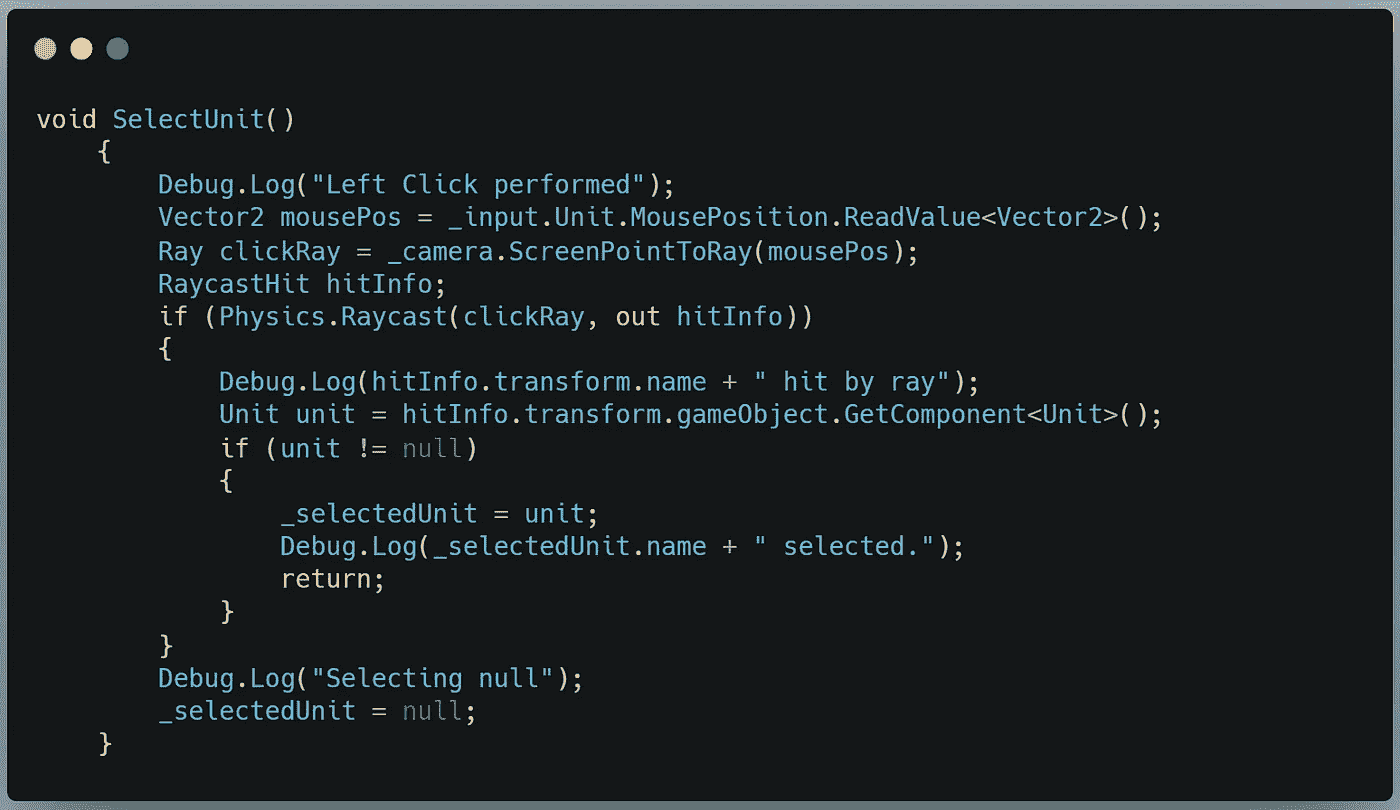 void SelectUnit()
    {
        Debug.Log("Left Click performed");
        Vector2 mousePos = _input.Unit.MousePosition.ReadValue<Vector2>();
        Ray clickRay = _camera.ScreenPointToRay(mousePos);
        RaycastHit hitInfo;
        if (Physics.Raycast(clickRay, out hitInfo))
        {
            Debug.Log(hitInfo.transform.name + " hit by ray");
            Unit unit = hitInfo.transform.gameObject.GetComponent<Unit>();
            if (unit != null)
            {
                _selectedUnit = unit;
                Debug.Log(_selectedUnit.name + " selected.");
                return;
            }
        }
        Debug.Log("Selecting null");
        _selectedUnit = null;
    }